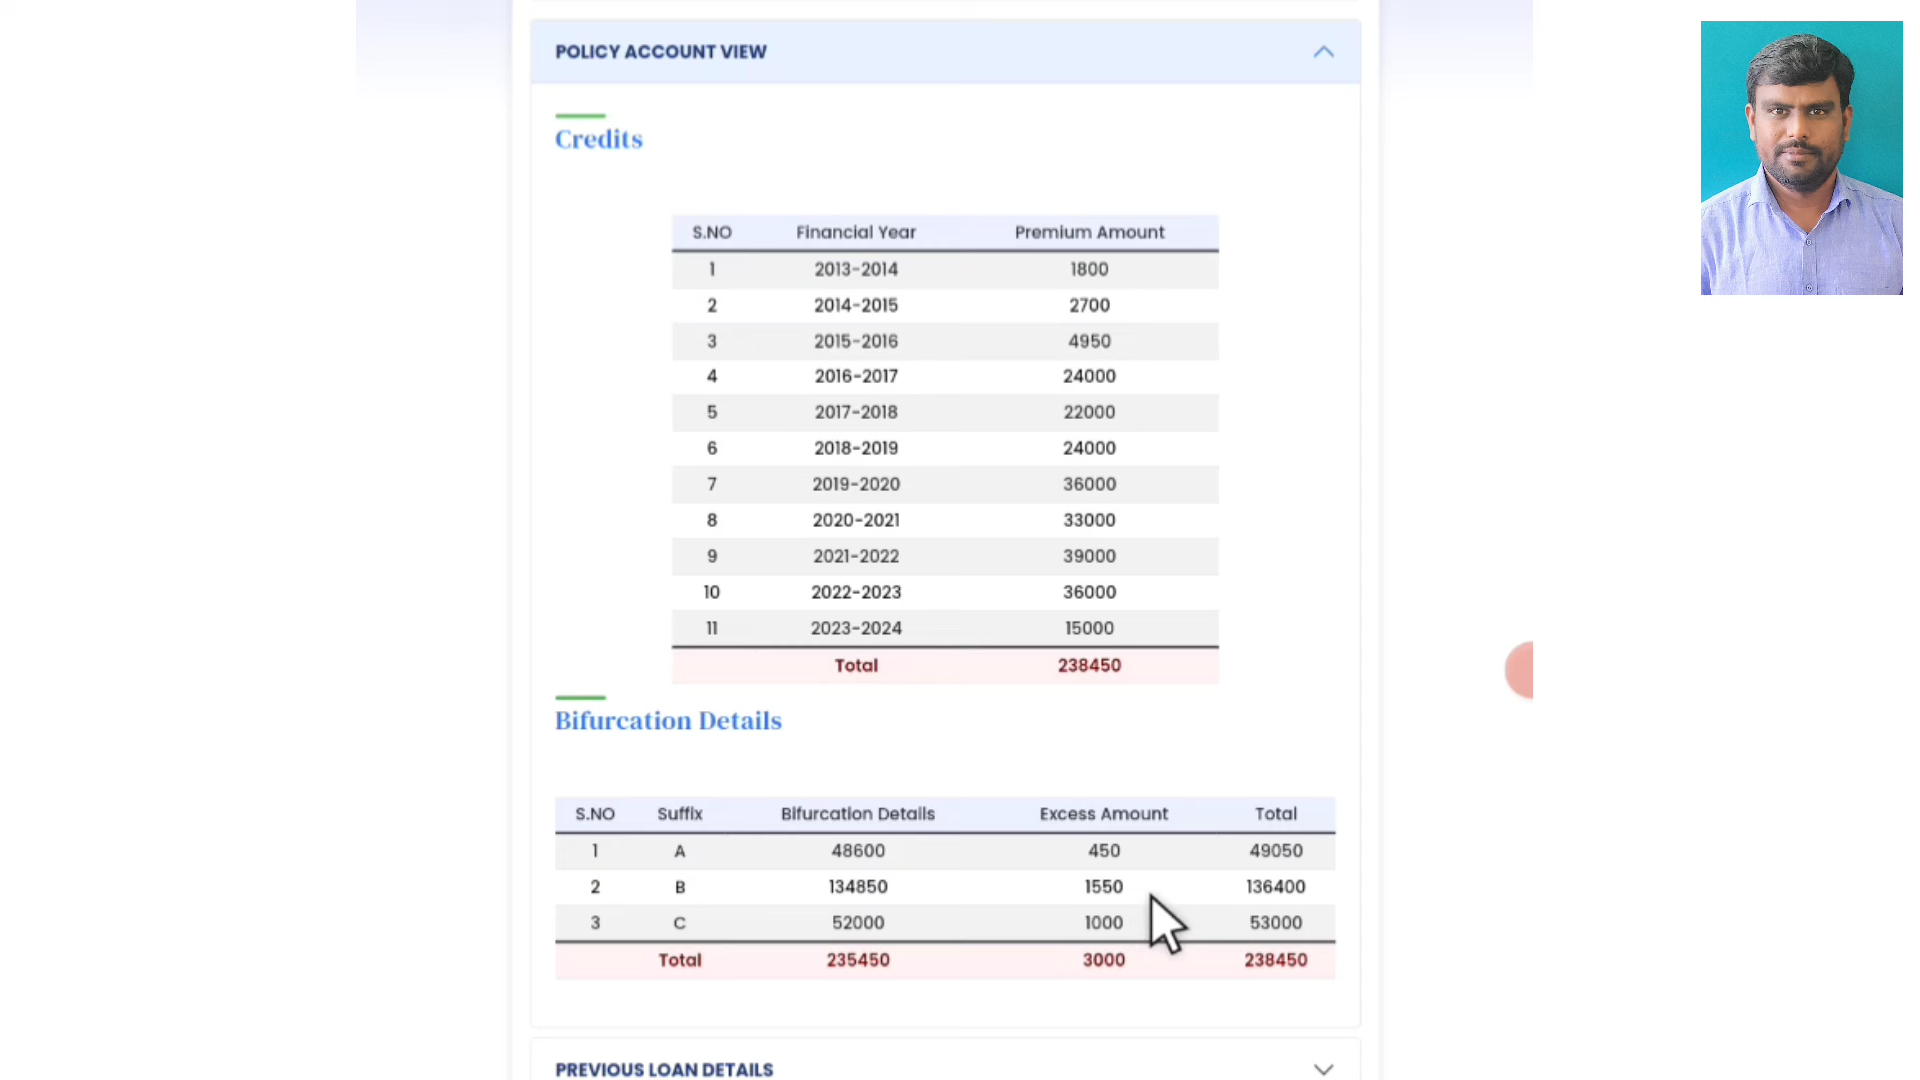 POLICY ACCOUNT VIEW
Credits
S.NO Financial Year Premium Amount
1 2013-2014 1800
2 2014-2015 2700
3 2015-2016 4950
4 2016-2017 24000
5 2017-2018 22000
6 2018-2019 24000
7 2019-2020 36000
8 2020-2021 33000
9 2021-2022 39000
10 2022-2023 36000
11 2023-2024 15000
Total 238450
Bifurcation Details
S.NO Suffix Bifurcation Details Excess Amount Total
1 A 48600 450 49050
2 B 134850 1550 136400
3 C 52000 1000 53000
Total 235450 3000 238450
PREVIOUS LOAN DETAILS